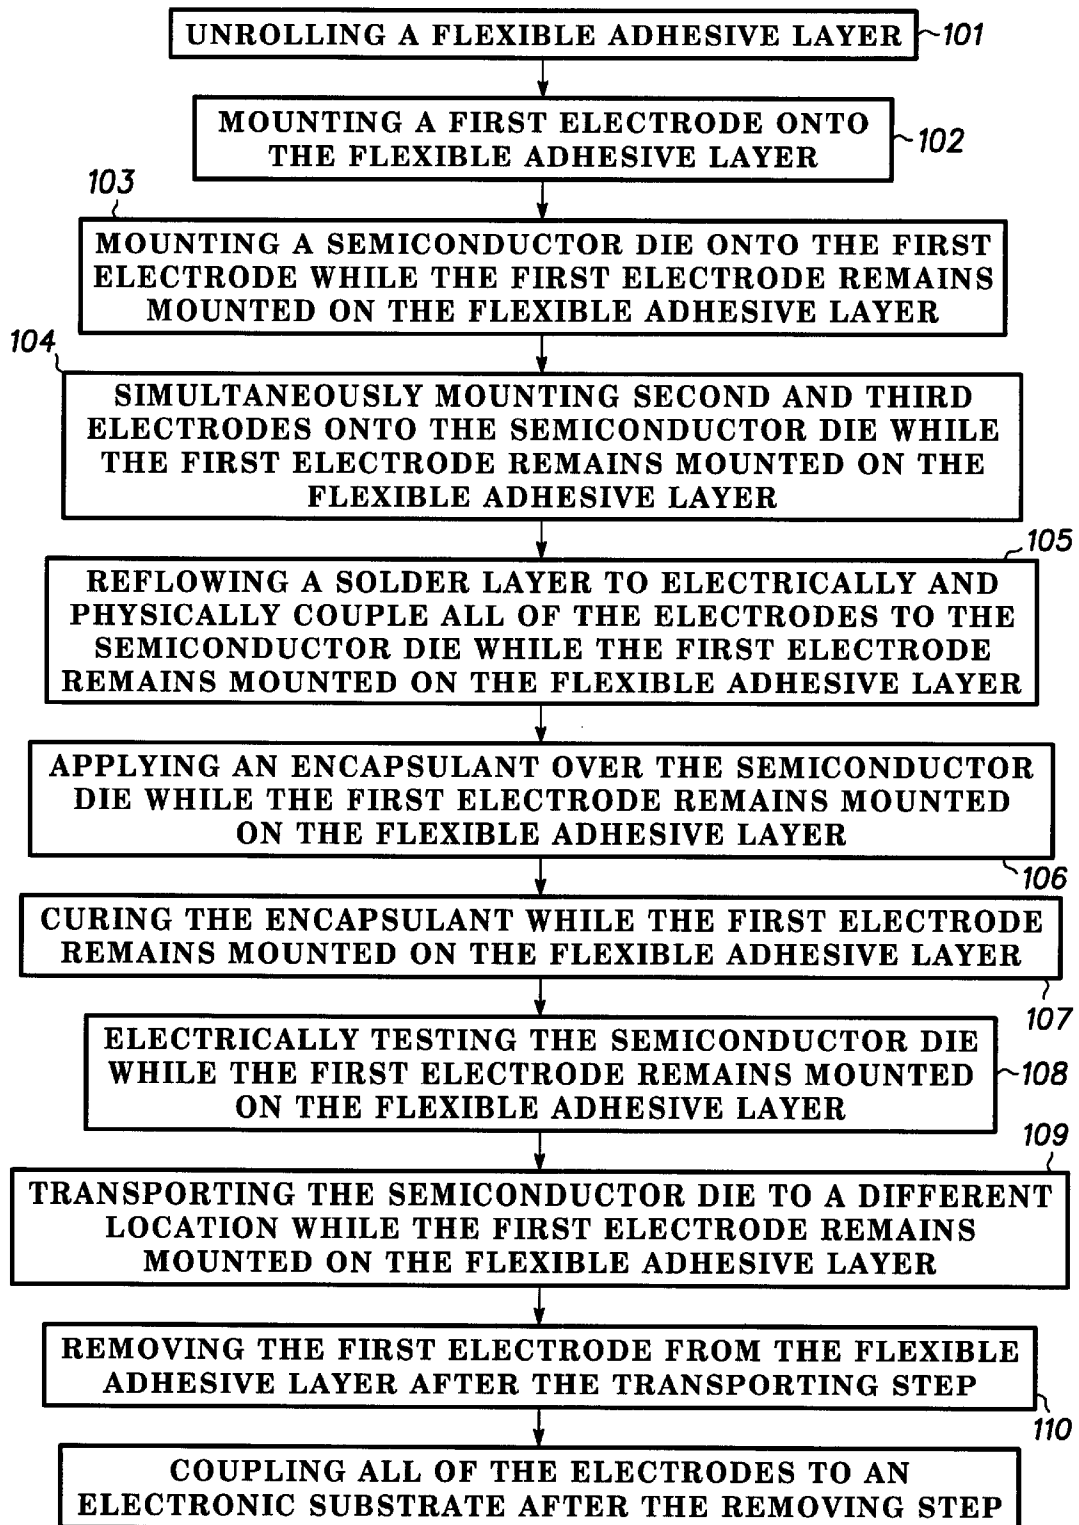 UNROLLING A FLEXIBLE ADHESIVE LAYER
101
MOUNTING A FIRST ELECTRODE ONTO
THE FLEXIBLE ADHESIVE LAYER
102
103
MOUNTING A SEMICONDUCTOR DIE ONTO THE FIRST
ELECTRODE WHILE THE FIRST ELECTRODE REMAINS
MOUNTED ON THE FLEXIBLE ADHESIVE LAYER
104
SIMULTANEOUSLY MOUNTING SECOND AND THIRD
ELECTRODES ONTO THE SEMICONDUCTOR DIE WHILE
THE FIRST ELECTRODE REMAINS MOUNTED ON THE
FLEXIBLE ADHESIVE LAYER
105
REFLOWING A SOLDER LAYER TO ELECTRICALLY AND
PHYSICALLY COUPLE ALL OF THE ELECTRODES TO THE
SEMICONDUCTOR DIE WHILE THE FIRST ELECTRODE
REMAINS MOUNTED ON THE FLEXIBLE ADHESIVE LAYER
APPLYING AN ENCAPSULANT OVER THE SEMICONDUCTOR
DIE WHILE THE FIRST ELECTRODE REMAINS MOUNTED
ON THE FLEXIBLE ADHESIVE LAYER
106
CURING THE ENCAPSULANT WHILE THE FIRST ELECTRODE
REMAINS MOUNTED ON THE FLEXIBLE ADHESIVE LAYER
107
ELECTRICALLY TESTING THE SEMICONDUCTOR DIE
WHILE THE FIRST ELECTRODE REMAINS MOUNTED
ON THE FLEXIBLE ADHESIVE LAYER
108
109
TRANSPORTING THE SEMICONDUCTOR DIE TO A DIFFERENT
LOCATION WHILE THE FIRST ELECTRODE REMAINS
MOUNTED ON THE FLEXIBLE ADHESIVE LAYER
REMOVING THE FIRST ELECTRODE FROM THE FLEXIBLE
ADHESIVE LAYER AFTER THE TRANSPORTING STEP
110
COUPLING ALL OF THE ELECTRODES TO AN
ELECTRONIC SUBSTRATE AFTER THE REMOVING STEP